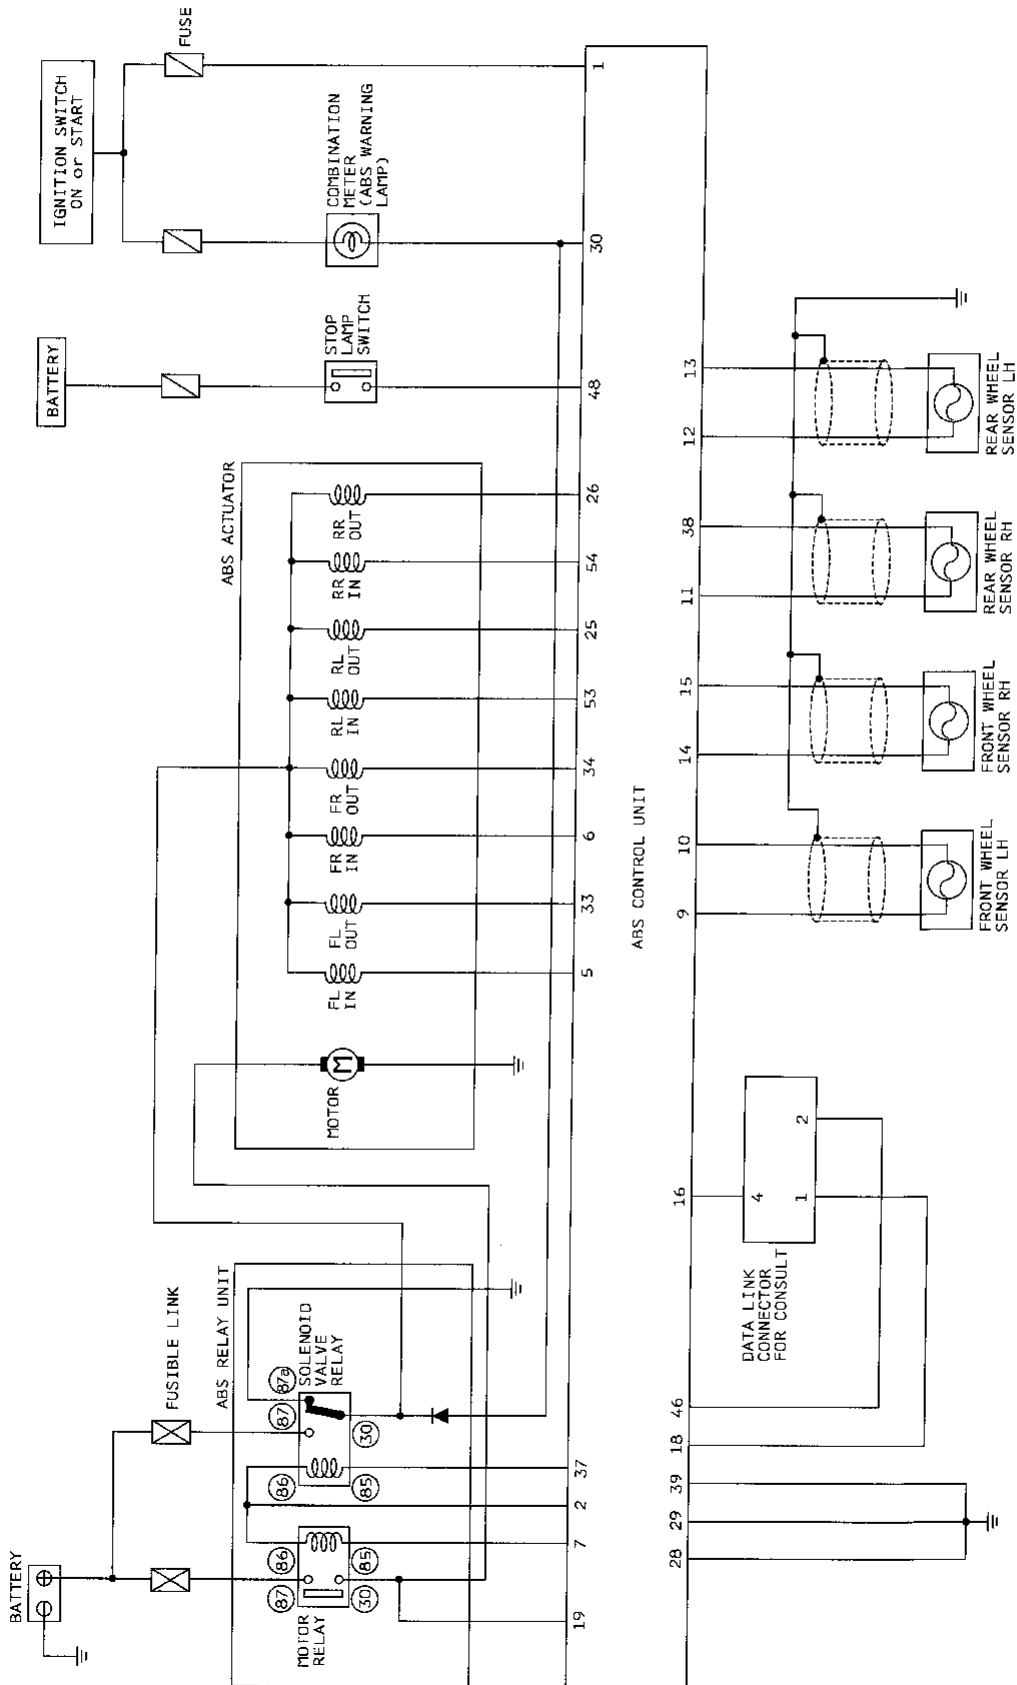 BATTERY
FUSIBLE LINK
ABS RELAY UNIT
MOTOR
RELAY
87
86
30
85
86
87
87a
85
30
SOLENOID
VALVE
RELAY
19
7
2
37
BATTERY
IGNITION SWITCH
ON or START
FUSE
STOP
LAMP
SWITCH
COMBINATION
METER
(ABS WARNING
LAMP)
ABS ACTUATOR
MOTOR
M
FL
IN
FL
OUT
FR
IN
FR
OUT
RL
IN
RL
OUT
RR
IN
RR
OUT
5
33
6
34
53
25
54
26
48
30
1
ABS CONTROL UNIT
28
29
39
18
46
16
9
10
14
15
11
38
12
13
DATA LINK
CONNECTOR
FOR CONSULT
4
1
2
FRONT WHEEL
SENSOR LH
FRONT WHEEL
SENSOR RH
REAR WHEEL
SENSOR RH
REAR WHEEL
SENSOR LH